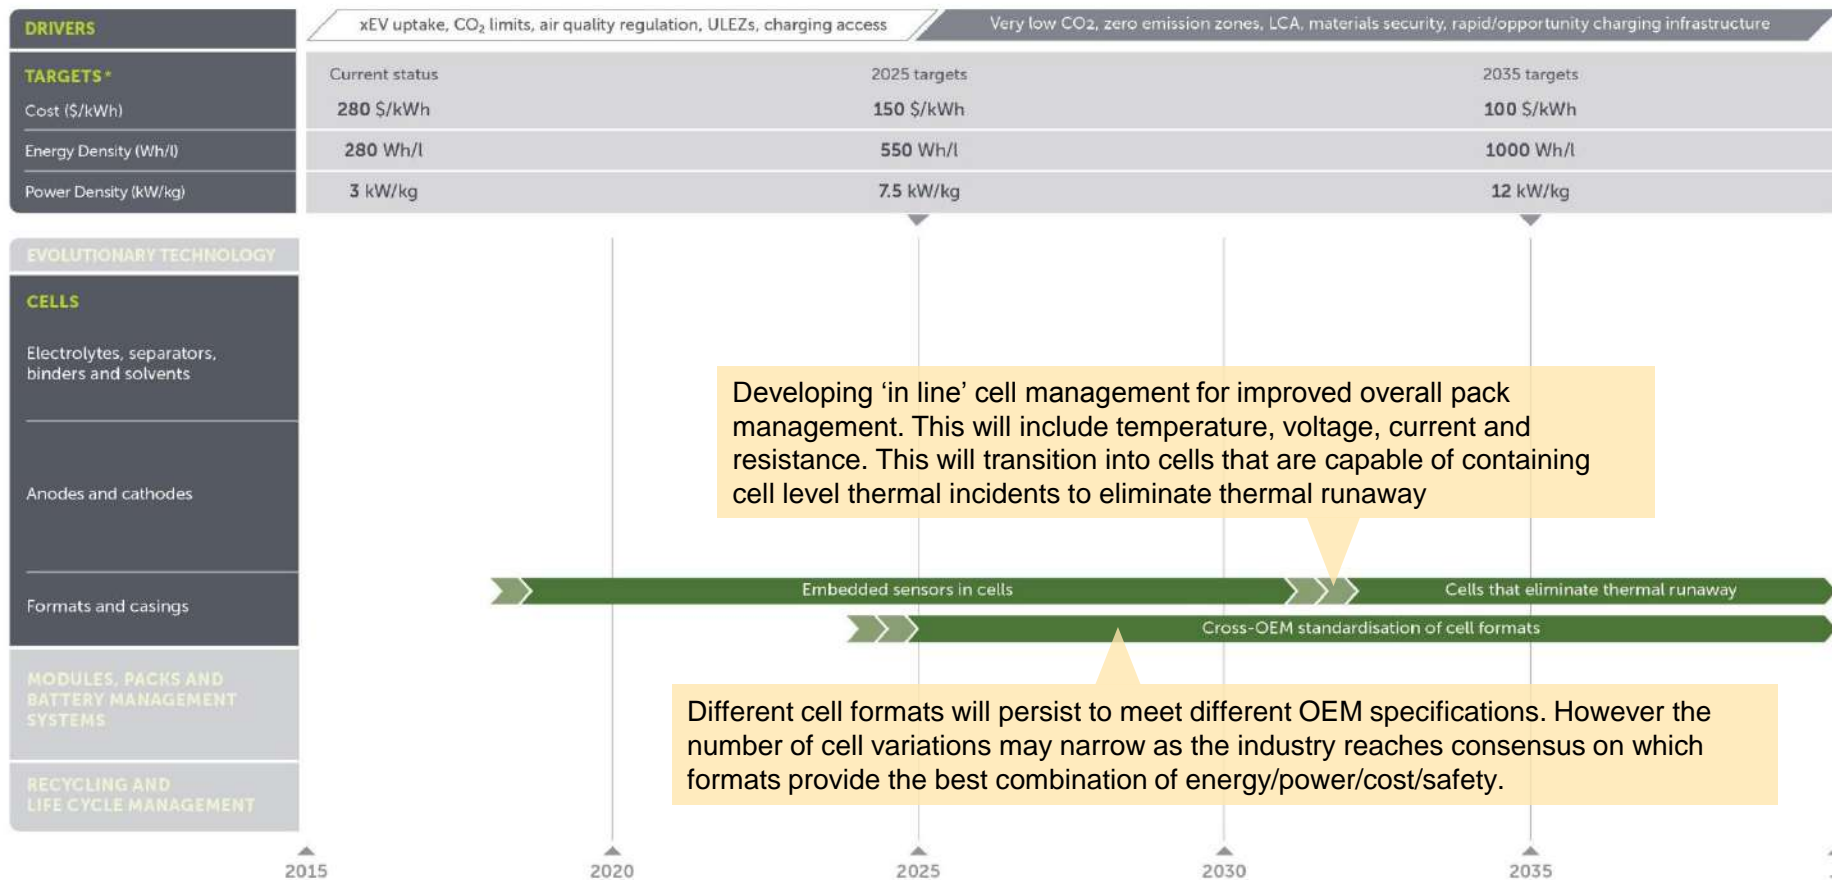 DRIVERS
xEV uptake, CO₂ limits, air quality regulation, ULEZs, charging access
Very low CO2, zero emission zones, LCA, materials security, rapid/opportunity charging infrastructure
TARGETS*
Current status
2025 targets
2035 targets
Cost ($/kWh)
280 $/kWh
150 $/kWh
100 $/kWh
Energy Density (Wh/l)
280 Wh/l
550 Wh/l
1000 Wh/l
Power Density (kW/kg)
3 kW/kg
7.5 kW/kg
12 kW/kg
EVOLUTIONARY TECHNOLOGY
CELLS
Electrolytes, separators,
binders and solvents
Developing ‘in line’ cell management for improved overall pack
management. This will include temperature, voltage, current and
resistance. This will transition into cells that are capable of containing
cell level thermal incidents to eliminate thermal runaway
Anodes and cathodes
Formats and casings
Embedded sensors in cells
Cells that eliminate thermal runaway
Cross-OEM standardisation of cell formats
MODULES, PACKS AND
BATTERY MANAGEMENT
SYSTEMS
Different cell formats will persist to meet different OEM specifications. However the
number of cell variations may narrow as the industry reaches consensus on which
formats provide the best combination of energy/power/cost/safety.
RECYCLING AND
LIFE CYCLE MANAGEMENT
2015
2020
2025
2030
2035